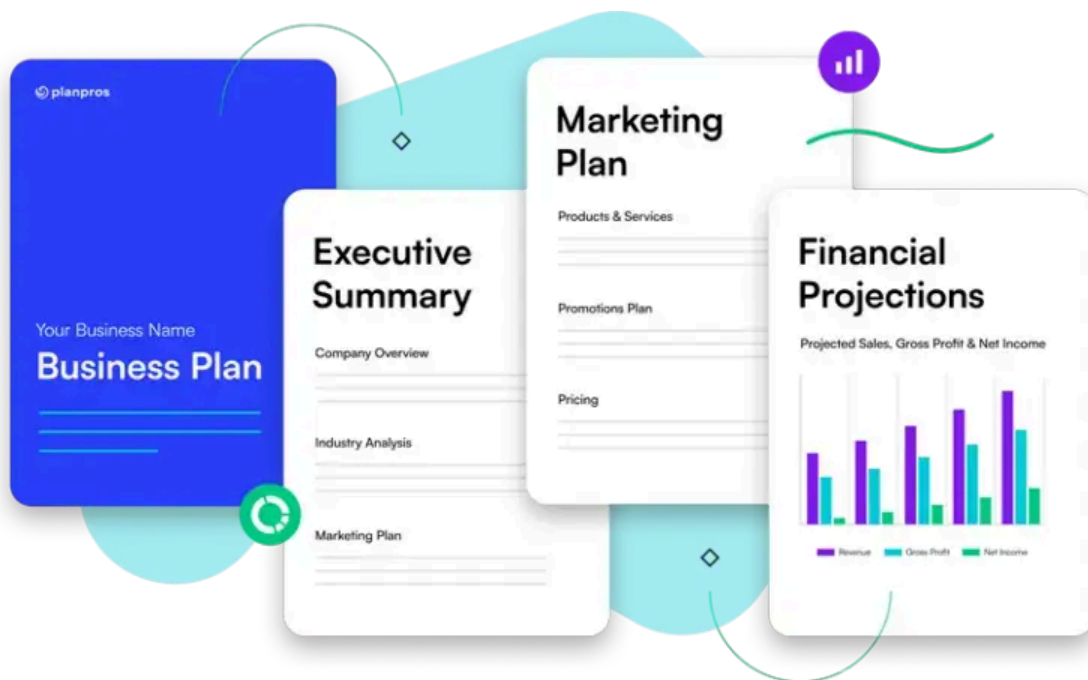 planpros
Your Business Name
Business Plan
Executive
Summary
Company Overview
Industry Analysis
Marketing Plan
Marketing
Plan
Products & Services
Promotions Plan
Pricing
Financial
Projections
Projected Sales, Gross Profit & Net Income
Revenue Gross Profit Net Income